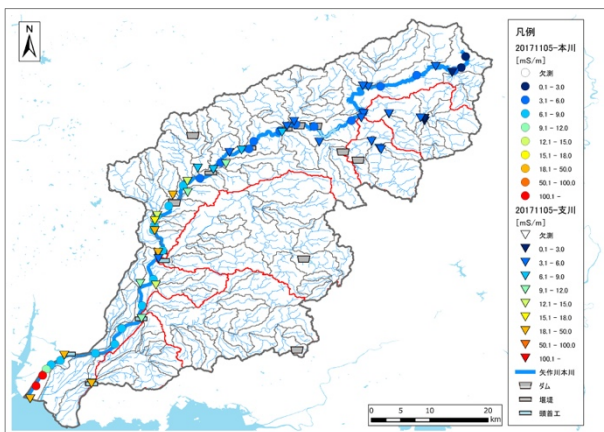 N
凡例
20171105-本川
[mS/m]
欠測
0.1 - 3.0
3.1 - 6.0
6.1 - 9.0
9.1 - 12.0
12.1 - 15.0
15.1 - 18.0
18.1 - 50.0
50.1 - 100.0
100.1 -
20171105-支川
[mS/m]
欠測
0.1 - 3.0
3.1 - 6.0
6.1 - 9.0
9.1 - 12.0
12.1 - 15.0
15.1 - 18.0
18.1 - 50.0
50.1 - 100.0
100.1 -
矢作川本川
ダム
堰堤
頭首工
0 5 10 20
km